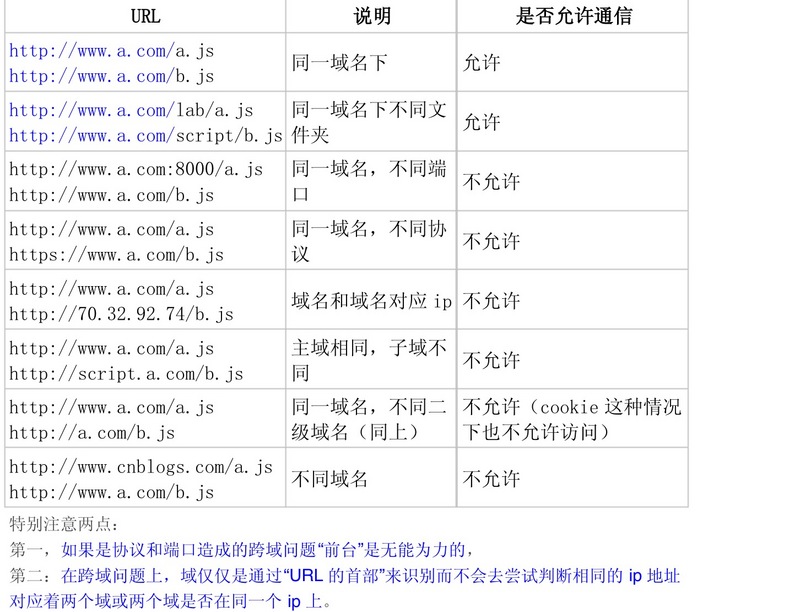 URL 说明 是否允许通信
http://www.a.com/a.js
http://www.a.com/b.js
同一域名下
允许
http://www.a.com/lab/a.js
http://www.a.com/script/b.js
同一域名下不同文
件夹
允许
http://www.a.com:8000/a.js
http://www.a.com/b.js
同一域名，不同端
口
不允许
http://www.a.com/a.js
https://www.a.com/b.js
同一域名，不同协
议
不允许
http://www.a.com/a.js
http://70.32.92.74/b.js
域名和域名对应 ip
不允许
http://www.a.com/a.js
http://script.a.com/b.js
主域相同，子域不
同
不允许
http://www.a.com/a.js
http://a.com/b.js
同一域名，不同二
级域名（同上）
不允许（cookie 这种情况
下也不允许访问）
http://www.cnblogs.com/a.js
http://www.a.com/b.js
不同域名
不允许
特别注意两点：
第一，如果是协议和端口造成的跨域问题“前台”是无能为力的，
第二：在跨域问题上，域仅仅是通过“URL 的首部”来识别而不会去尝试判断相同的 ip 地址
对应着两个域或两个域是否在同一个 ip 上。